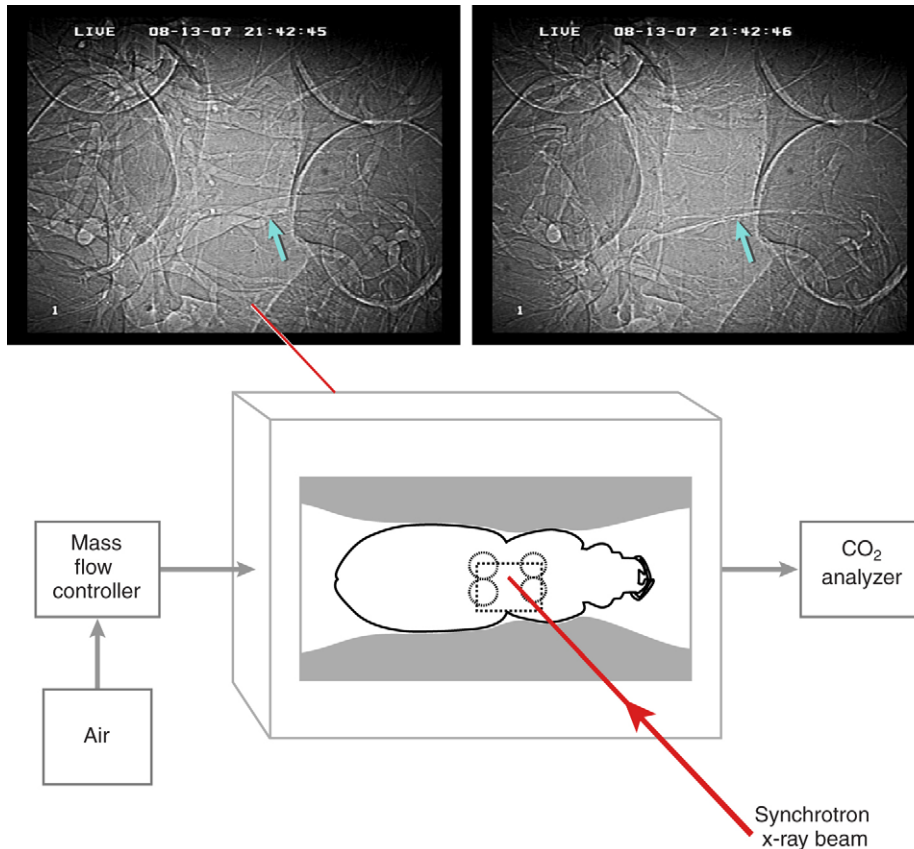 LIVE 08-13-07 21:42:45
1
LIVE 08-13-07 21:42:46
1
Mass
flow
controller
Air
CO₂
analyzer
Synchrotron
x-ray beam